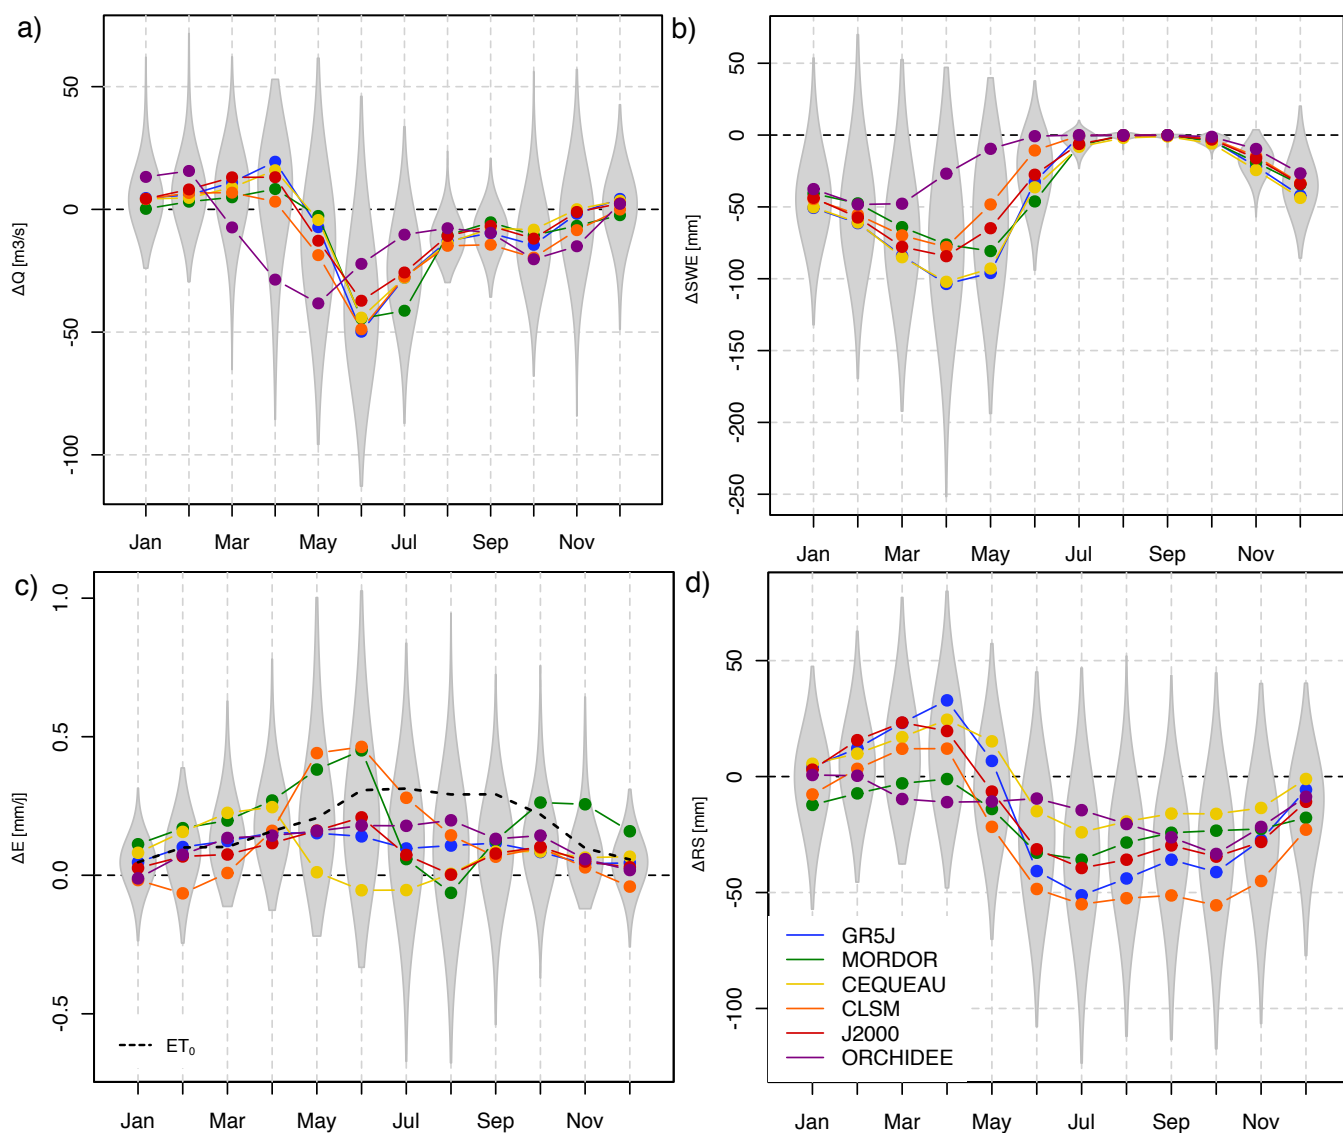 a)
ΔQ [m3/s]
50
0
-50
-100
Jan Mar May Jul Sep Nov
b)
ΔSWE [mm]
50
0
-50
-100
-150
-200
-250
Jan Mar May Jul Sep Nov
c)
ΔE [mm/j]
1.0
0.5
0.0
-0.5
ET0
Jan Mar May Jul Sep Nov
d)
ΔRS [mm]
50
0
-50
-100
GR5J
MORDOR
CEQUEAU
CLSM
J2000
ORCHIDEE
Jan Mar May Jul Sep Nov